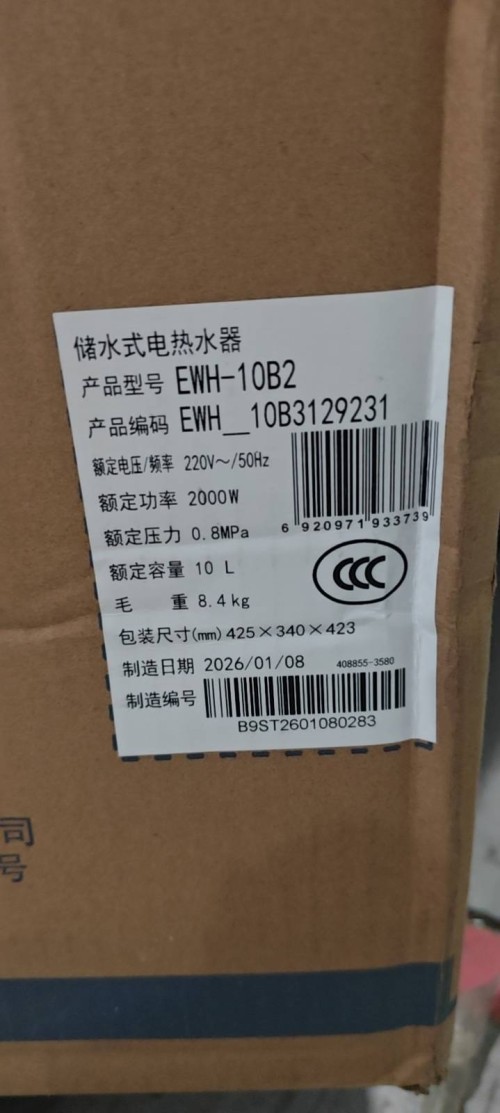 储水式电热水器
产品型号 EWH-10B2
产品编码 EWH__10B3129231
额定电压/频率 220V～/50Hz
额定功率 2000W
6 920971 933739
额定压力 0.8MPa
额定容量 10 L
CCC
毛 重 8.4kg
包装尺寸(mm) 425×340×423
制造日期 2026/01/08
408855-3580
制造编号
B9ST2601080283
司
号